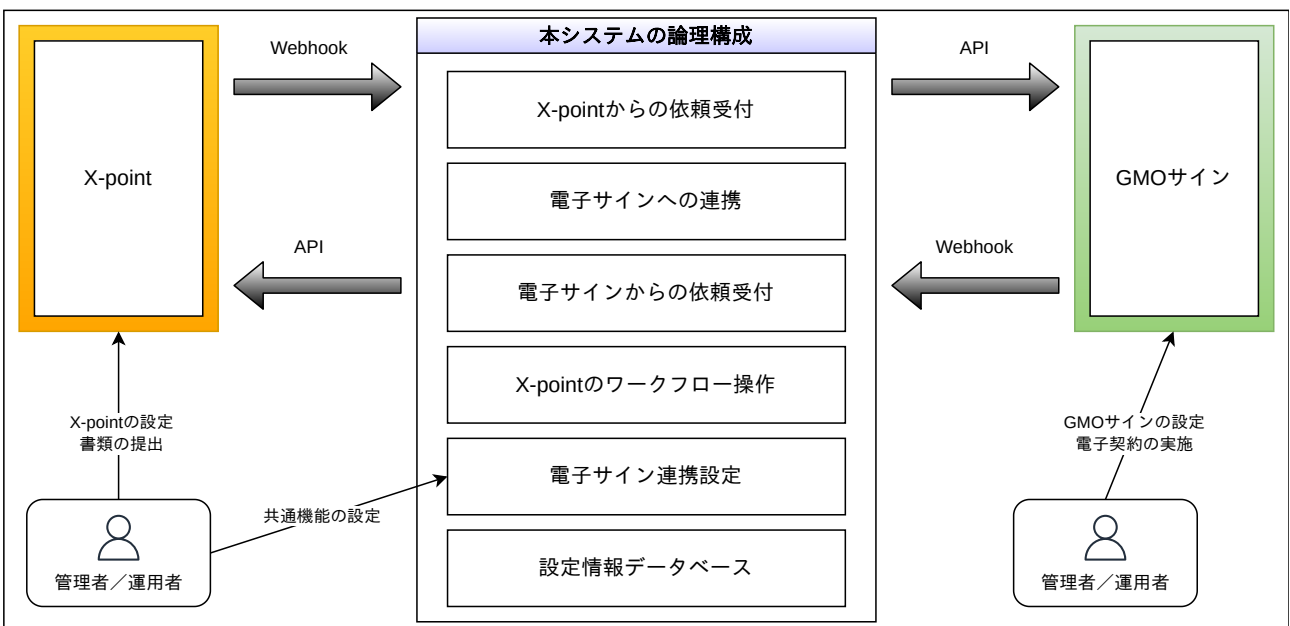 本システムの論理構成
Webhook
API
X-point
X-pointからの依頼受付
GMOサイン
電子サインへの連携
API
Webhook
電子サインからの依頼受付
X-pointのワークフロー操作
X-pointの設定
書類の提出
GMOサインの設定
電子契約の実施
電子サイン連携設定
共通機能の設定
設定情報データベース
管理者／運用者
管理者／運用者